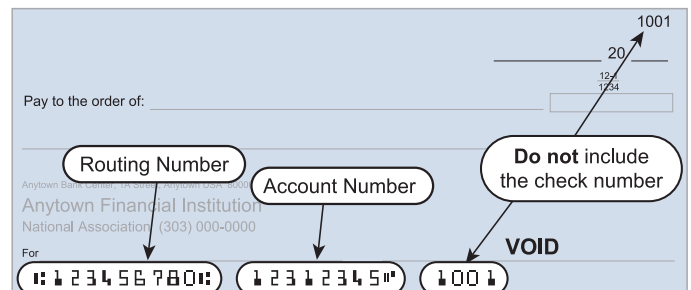 1001
20
12-1
1234
Pay to the order of:
Routing Number
Do not include
the check number
Anytown Bank Center, 1A Street, Anytown USA 8000
Account Number
Anytown Financial Institution
National Association (303) 000-0000
For
VOID
⑆123456780⑆ 12312345⑈ 1001